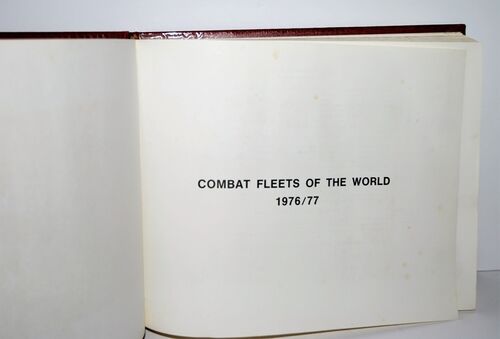 COMBAT FLEETS OF THE WORLD
1976/77